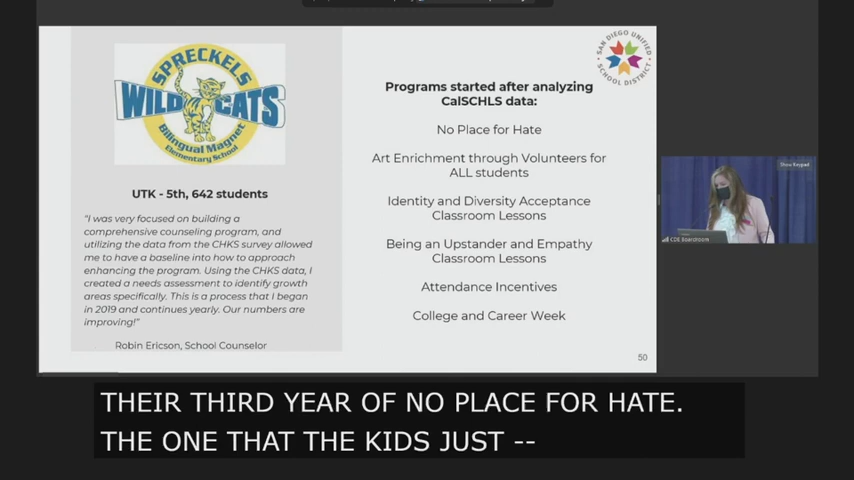 SPRECKELS
WILD CATS
Bilingual Magnet
Elementary School
UTK - 5th, 642 students
"I was very focused on building a
comprehensive counseling program, and
utilizing the data from the CHKS survey allowed
me to have a baseline into how to approach
enhancing the program. Using the CHKS data, I
created a needs assessment to identify growth
areas specifically. This is a process that I began
in 2019 and continues yearly. Our numbers are
improving!"
Robin Ericson, School Counselor
SAN DIEGO UNIFIED
SCHOOL DISTRICT
Programs started after analyzing
CalSCHLS data:
No Place for Hate
Art Enrichment through Volunteers for
ALL students
Identity and Diversity Acceptance
Classroom Lessons
Being an Upstander and Empathy
Classroom Lessons
Attendance Incentives
College and Career Week
50
Show Keypad
CDE Boardroom
THEIR THIRD YEAR OF NO PLACE FOR HATE.
THE ONE THAT THE KIDS JUST --